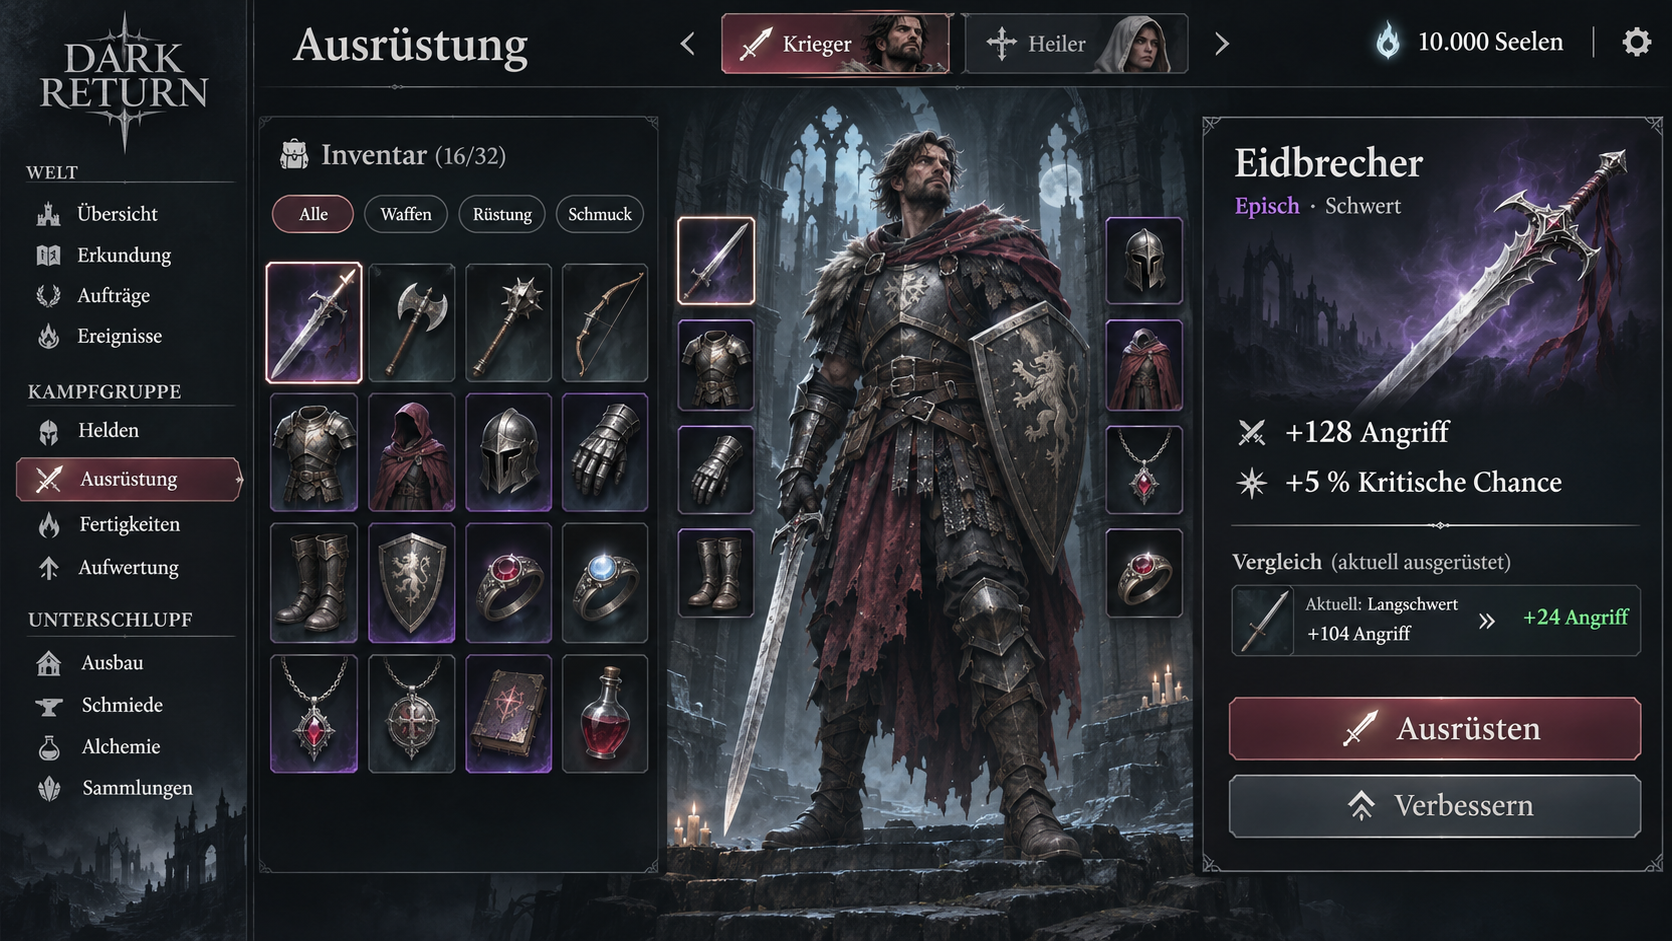 DARK
RETURN
WELT
Übersicht
Erkundung
Aufträge
Ereignisse
KAMPFGRUPPE
Helden
Ausrüstung
Fertigkeiten
Aufwertung
UNTERSCHLUPF
Ausbau
Schmiede
Alchemie
Sammlungen
Ausrüstung
Krieger
Heiler
10.000 Seelen
Inventar (16/32)
Alle
Waffen
Rüstung
Schmuck
Eidbrecher
Episch · Schwert
+128 Angriff
+5 % Kritische Chance
Vergleich (aktuell ausgerüstet)
Aktuell: Langschwert
+104 Angriff
+24 Angriff
Ausrüsten
Verbessern